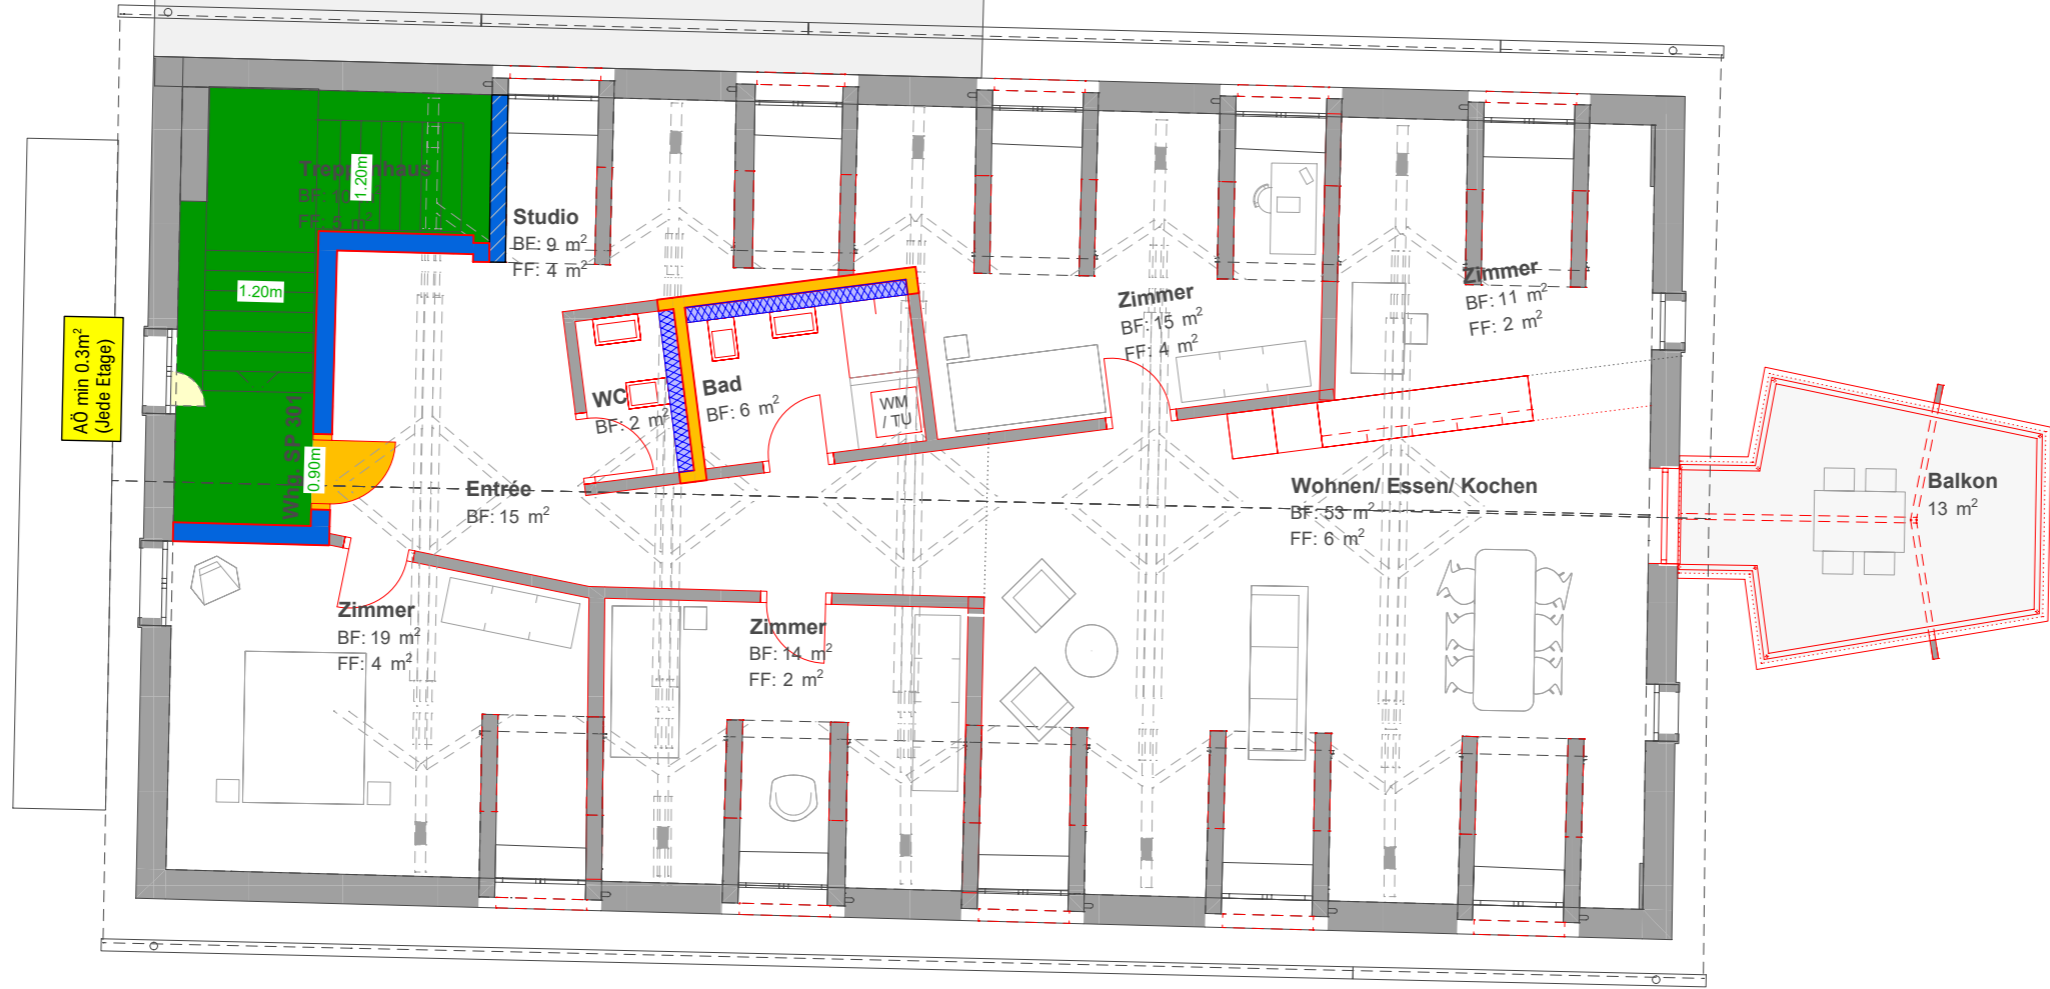 Treppenhaus
BF: 10 m²
FF: 5 m²
1.20m
1.20m
Studio
BF: 9 m²
FF: 4 m²
AÖ min 0.3m²
(Jede Etage)
Whg. SP 301
0.90m
Entrée
BF: 15 m²
WC
BF: 2 m²
Bad
BF: 6 m²
WM
/ TU
Zimmer
BF: 15 m²
FF: 4 m²
Zimmer
BF: 11 m²
FF: 2 m²
Wohnen/ Essen/ Kochen
BF: 53 m²
FF: 6 m²
Balkon
13 m²
Zimmer
BF: 19 m²
FF: 4 m²
Zimmer
BF: 14 m²
FF: 2 m²